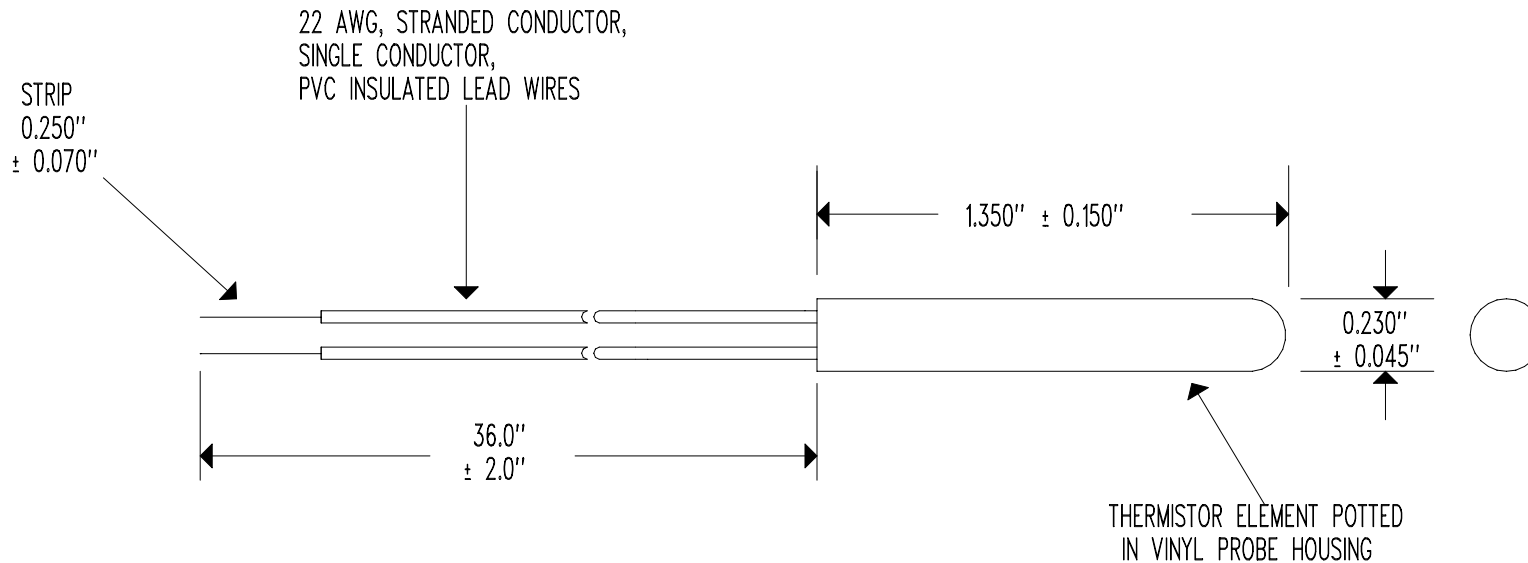 22 AWG, STRANDED CONDUCTOR,
SINGLE CONDUCTOR,
PVC INSULATED LEAD WIRES
STRIP
0.250"
± 0.070"
1.350" ± 0.150"
0.230"
± 0.045"
36.0"
± 2.0"
THERMISTOR ELEMENT POTTED
IN VINYL PROBE HOUSING